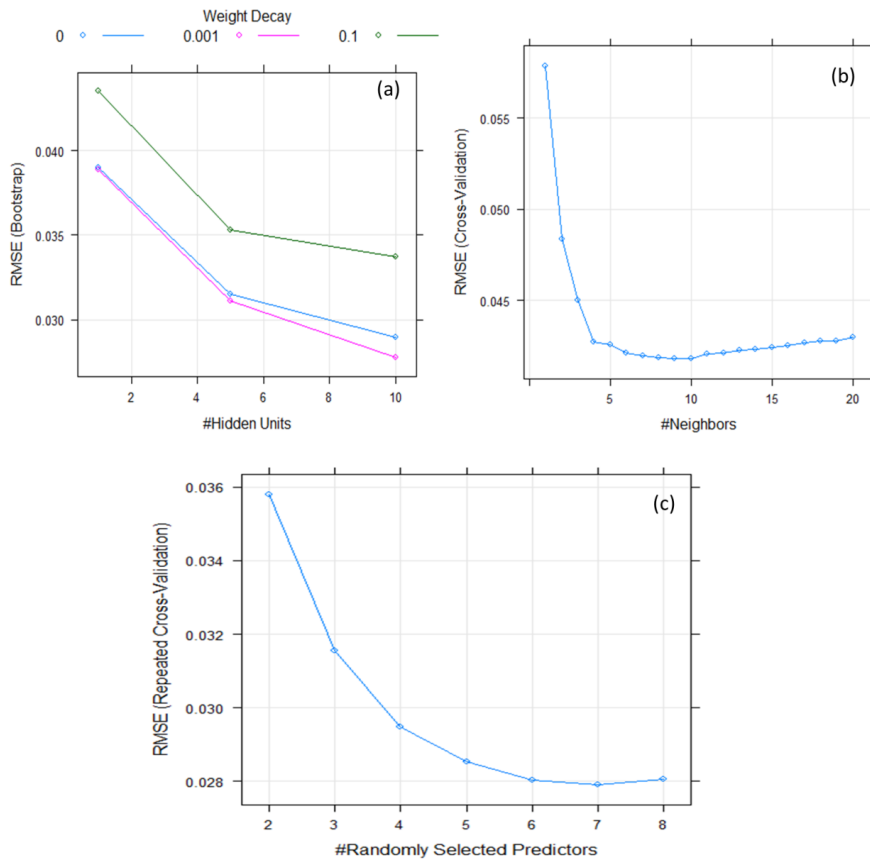 Weight Decay
0 0.001 0.1
(a)
0.040
0.035
0.030
RMSE (Bootstrap)
2 4 6 8 10
#Hidden Units
(b)
0.055
0.050
0.045
RMSE (Cross-Validation)
5 10 15 20
#Neighbors
(c)
0.036
0.034
0.032
0.030
0.028
RMSE (Repeated Cross-Validation)
2 3 4 5 6 7 8
#Randomly Selected Predictors